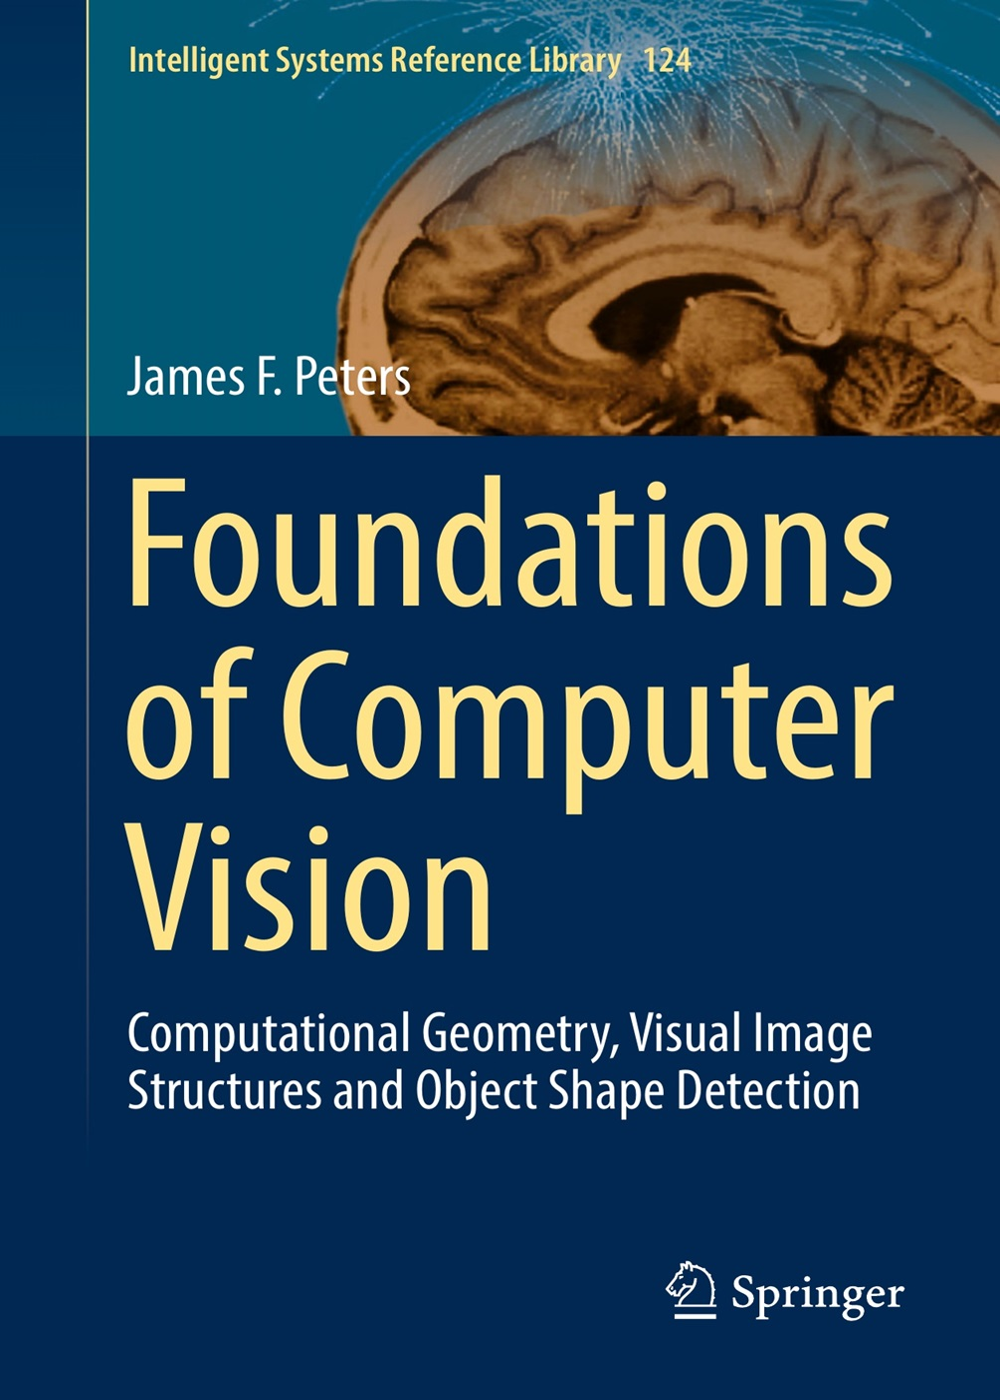 Intelligent Systems Reference Library 124
James F. Peters
Foundations
of Computer
Vision
Computational Geometry, Visual Image
Structures and Object Shape Detection
Springer